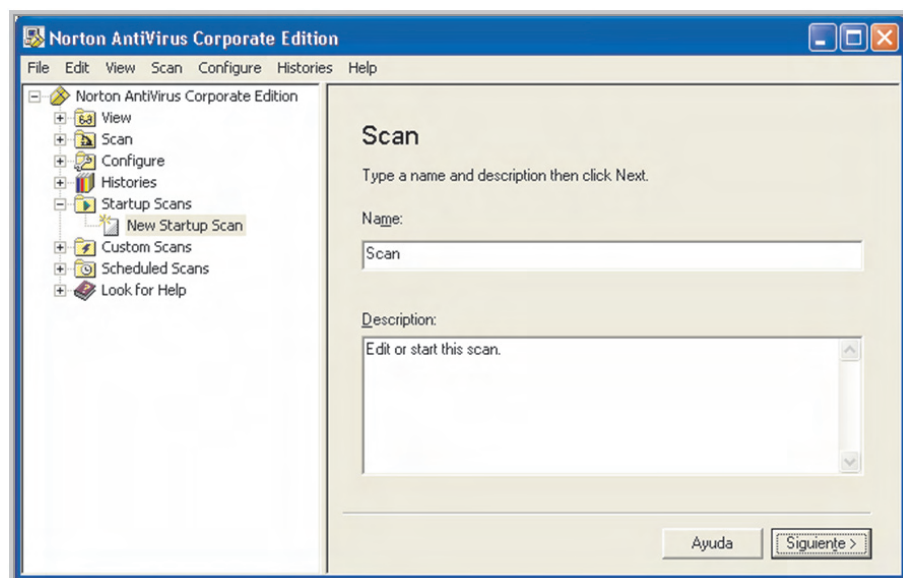 Norton AntiVirus Corporate Edition
File Edit View Scan Configure Histories Help
Norton AntiVirus Corporate Edition
View
Scan
Configure
Histories
Startup Scans
New Startup Scan
Custom Scans
Scheduled Scans
Look for Help
Scan
Type a name and description then click Next.
Name:
Scan
Description:
Edit or start this scan.
Ayuda
Siguiente >